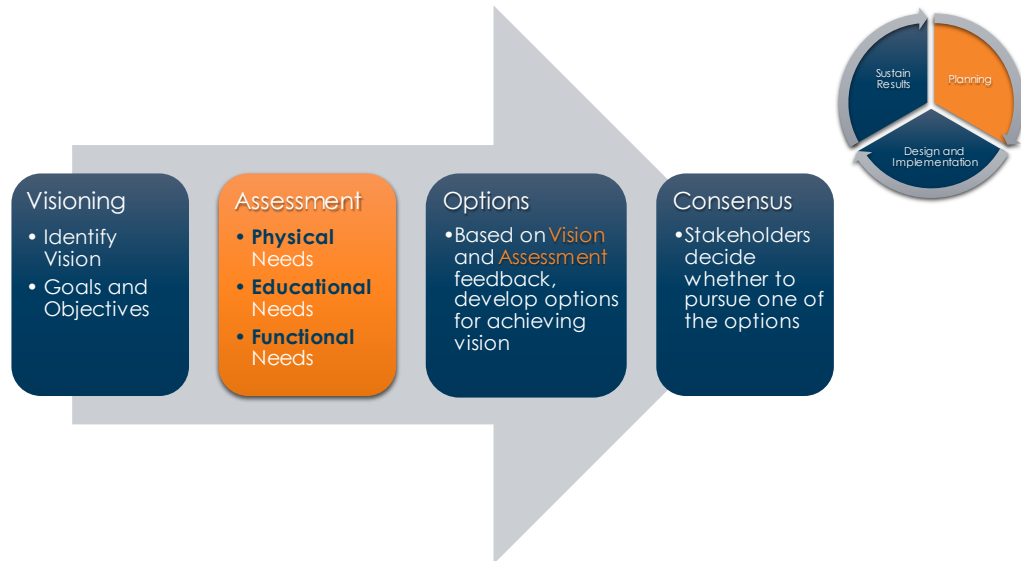 Sustain
Results
Planning
Design and
Implementation
Visioning
• Identify
Vision
• Goals and
Objectives
Assessment
• Physical
Needs
• Educational
Needs
• Functional
Needs
Options
•Based on Vision
and Assessment
feedback,
develop options
for achieving
vision
Consensus
•Stakeholders
decide
whether to
pursue one of
the options